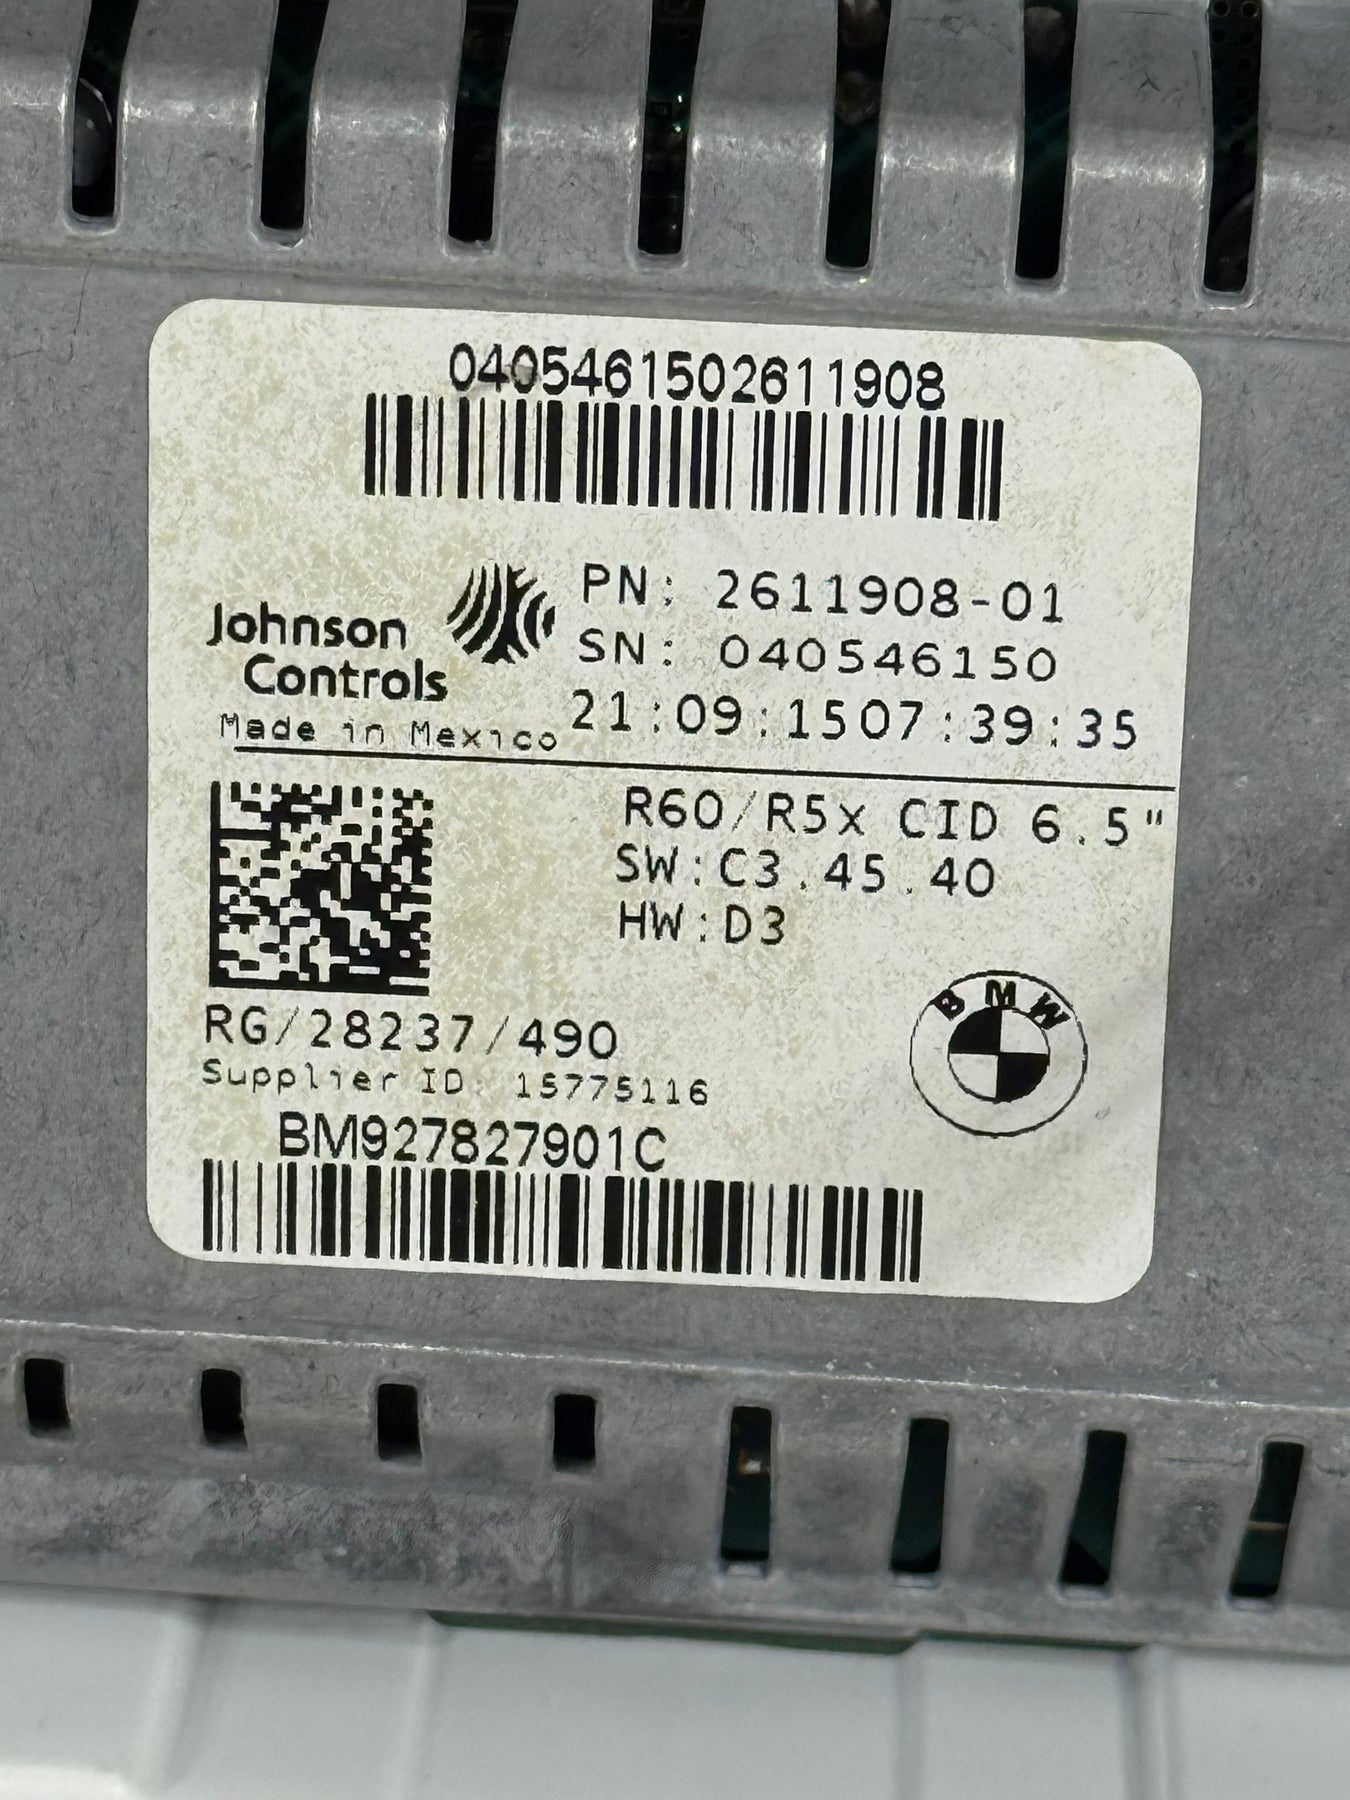 0405461502611908
PN: 2611908-01
SN: 040546150
21:09:1507:39:35
Johnson
Controls
Made in Mexico
R60/R5x CID 6.5"
SW:C3.45.40
HW:D3
BMW
RG/28237/490
Supplier ID: 15775116
BM927827901C